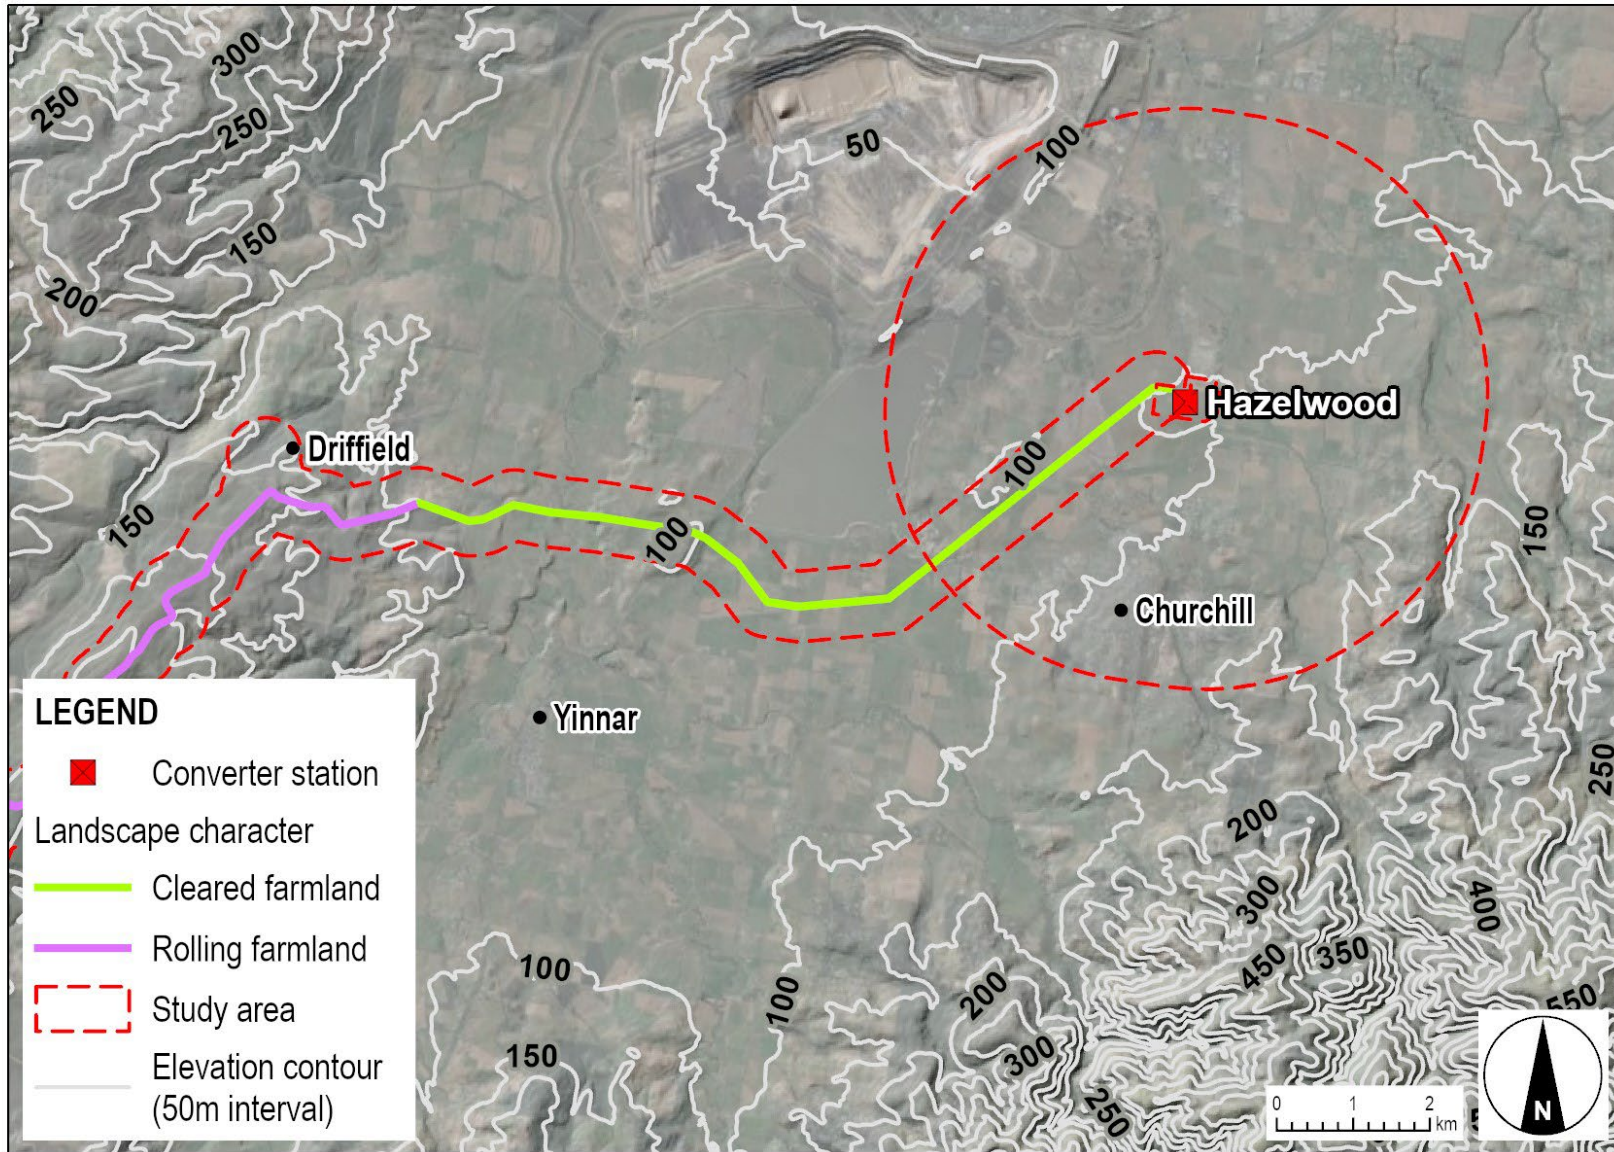 300
250
250
50
100
150
200
Hazelwood
Driffield
100
150
150
100
Churchill
Yinnar
LEGEND
Converter station
Landscape character
Cleared farmland
Rolling farmland
Study area
Elevation contour
(50m interval)
250
200
400
300
350
450
100
200
100
550
150
300
250
0 1 2
km
N